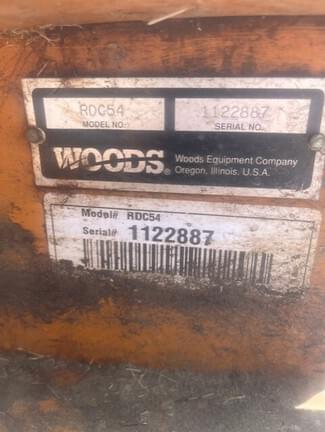 RDC54 1122887
MODEL NO. SERIAL NO.
WOODS® Woods Equipment Company
Oregon, Illinois, U.S.A.
Model# RDC54
Serial# 1122887